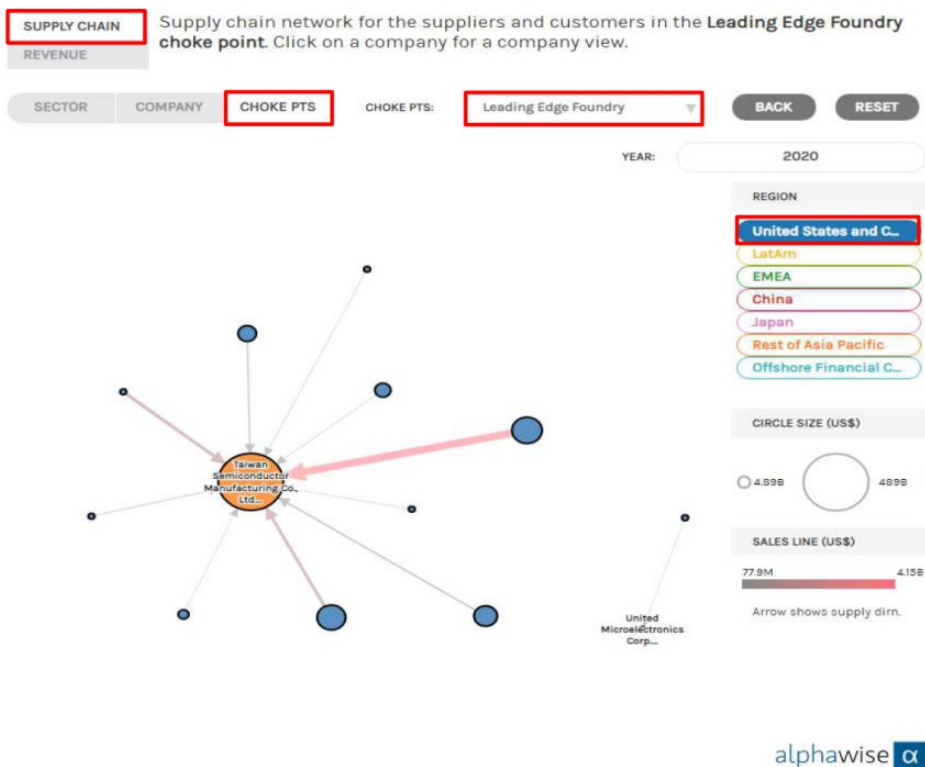 SUPPLY CHAIN
REVENUE
Supply chain network for the suppliers and customers in the Leading Edge Foundry
choke point. Click on a company for a company view.
SECTOR COMPANY CHOKE PTS CHOKE PTS: Leading Edge Foundry BACK RESET
YEAR: 2020
REGION
United States and C...
LatAm
EMEA
China
Japan
Rest of Asia Pacific
Offshore Financial C...
CIRCLE SIZE (US$)
4.89B 489B
SALES LINE (US$)
77.9M 4.15B
Arrow shows supply dirn.
Taiwan
Semiconductor
Manufacturing Co.,
Ltd....
United
Microelectronics
Corp....
alphawise α